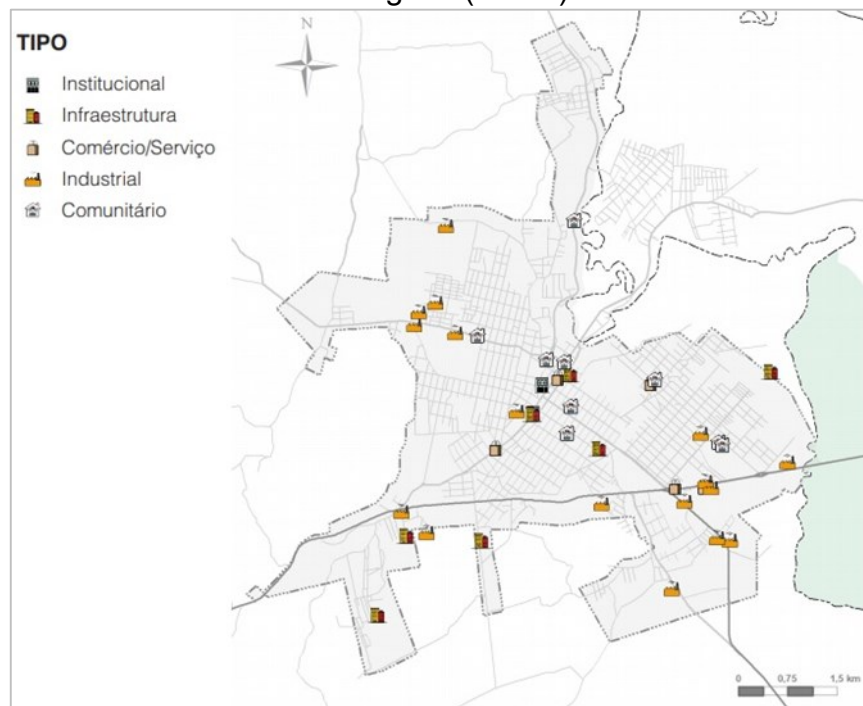 TIPO
Institucional
Infraestrutura
Comércio/Serviço
Industrial
Comunitário
N
0 0,75 1,5 km